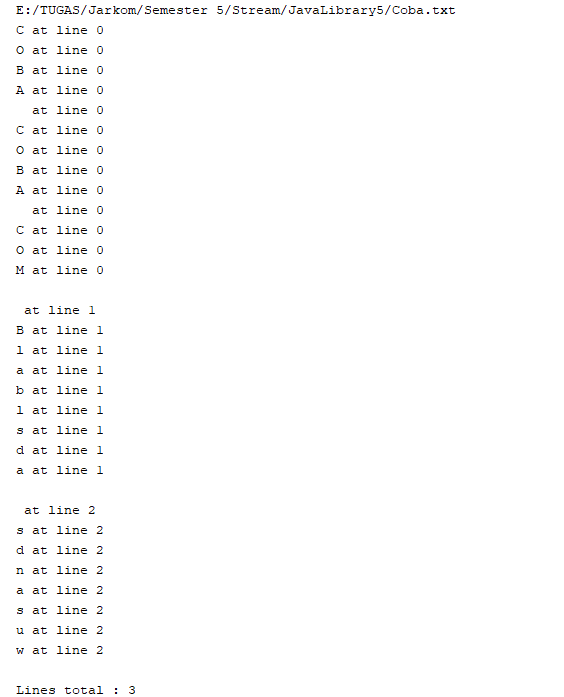 E:/TUGAS/Jarkom/Semester 5/Stream/JavaLibrary5/Coba.txt
C at line 0
O at line 0
B at line 0
A at line 0
  at line 0
C at line 0
O at line 0
B at line 0
A at line 0
  at line 0
C at line 0
O at line 0
M at line 0

 at line 1
B at line 1
l at line 1
a at line 1
b at line 1
l at line 1
s at line 1
d at line 1
a at line 1

 at line 2
s at line 2
d at line 2
n at line 2
a at line 2
s at line 2
u at line 2
w at line 2

Lines total : 3